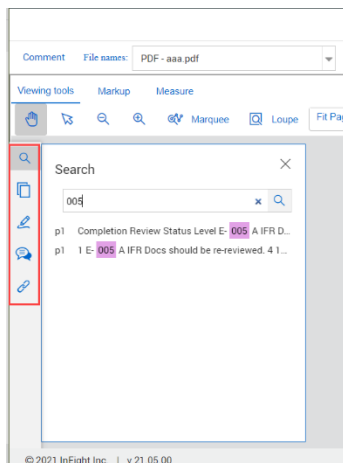 Comment File names: PDF - aaa.pdf
Viewing tools Markup Measure
Marquee Loupe Fit Pag
Search
005
p1 Completion Review Status Level E- 005 A IFR D...
p1 1 E- 005 A IFR Docs should be re-reviewed. 4 1...
© 2021 InEight Inc. | v 21.05.00